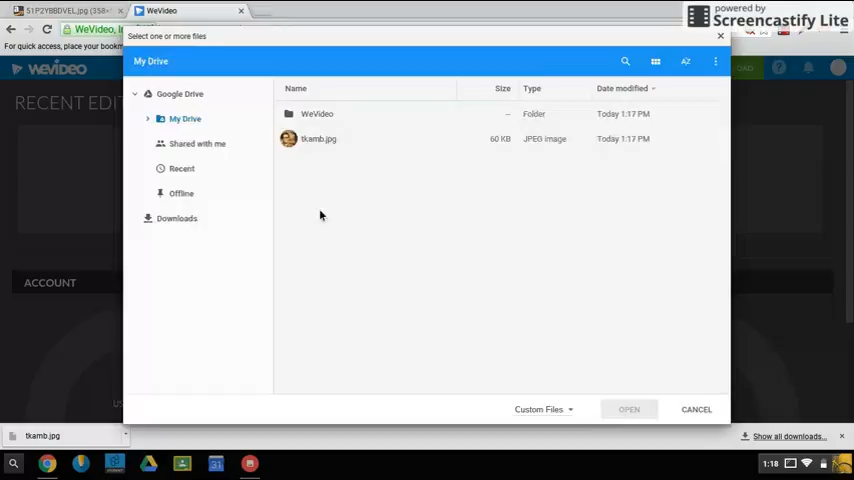 51P2YBBDVEL.jpg (358×
WeVideo
powered by
Screencastify Lite
WeVideo, I
For quick access, place your bookm
Select one or more files
My Drive
WEVIDEO
RECENT EDIT
Google Drive
My Drive
Shared with me
Recent
Offline
Downloads
Name
Size
Type
Date modified
WeVideo
--
Folder
Today 1:17 PM
tkamb.jpg
60 KB
JPEG image
Today 1:17 PM
ACCOUNT
Custom Files
OPEN
CANCEL
tkamb.jpg
Show all downloads...
31
1:18